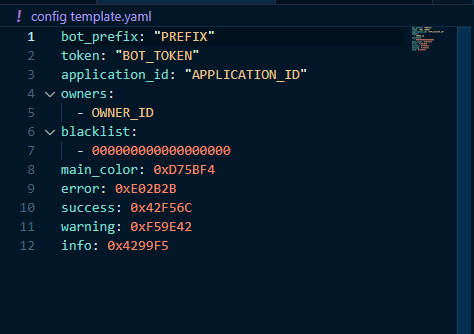 ! config template.yaml
1 bot_prefix: "PREFIX"
2 token: "BOT_TOKEN"
3 application_id: "APPLICATION_ID"
4 owners:
5 - OWNER_ID
6 blacklist:
7 - 000000000000000000
8 main_color: 0xD75BF4
9 error: 0xE02B2B
10 success: 0x42F56C
11 warning: 0xF59E42
12 info: 0x4299F5